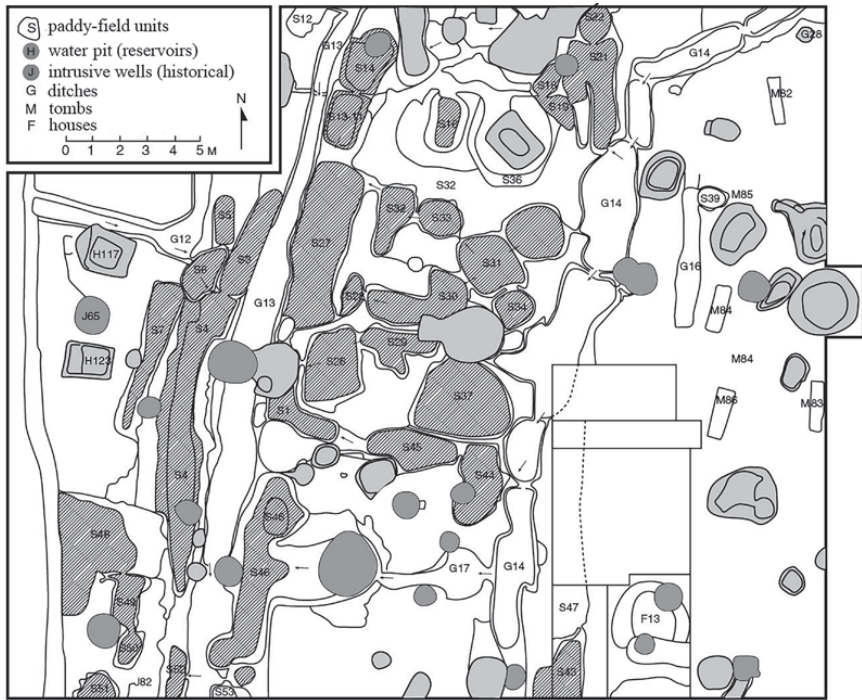 S paddy-field units
H water pit (reservoirs)
J intrusive wells (historical)
G ditches
M tombs
F houses
N
0 1 2 3 4 5 M
S12
G13
S14
S22
S21
G14
G28
S18
S19
M82
S13-11
S16
S36
S32
S39
M85
S5
S32
S33
G14
S27
G12
S3
S31
H117
S6
G16
S28
S30
S34
M84
J65
S7
S4
G13
S29
H123
S26
M84
S37
M86
M83
S1
S45
S4
S44
S48
S46
S46
G17
G14
S49
S47
F13
S50
S52
S43
S51
J82
S53